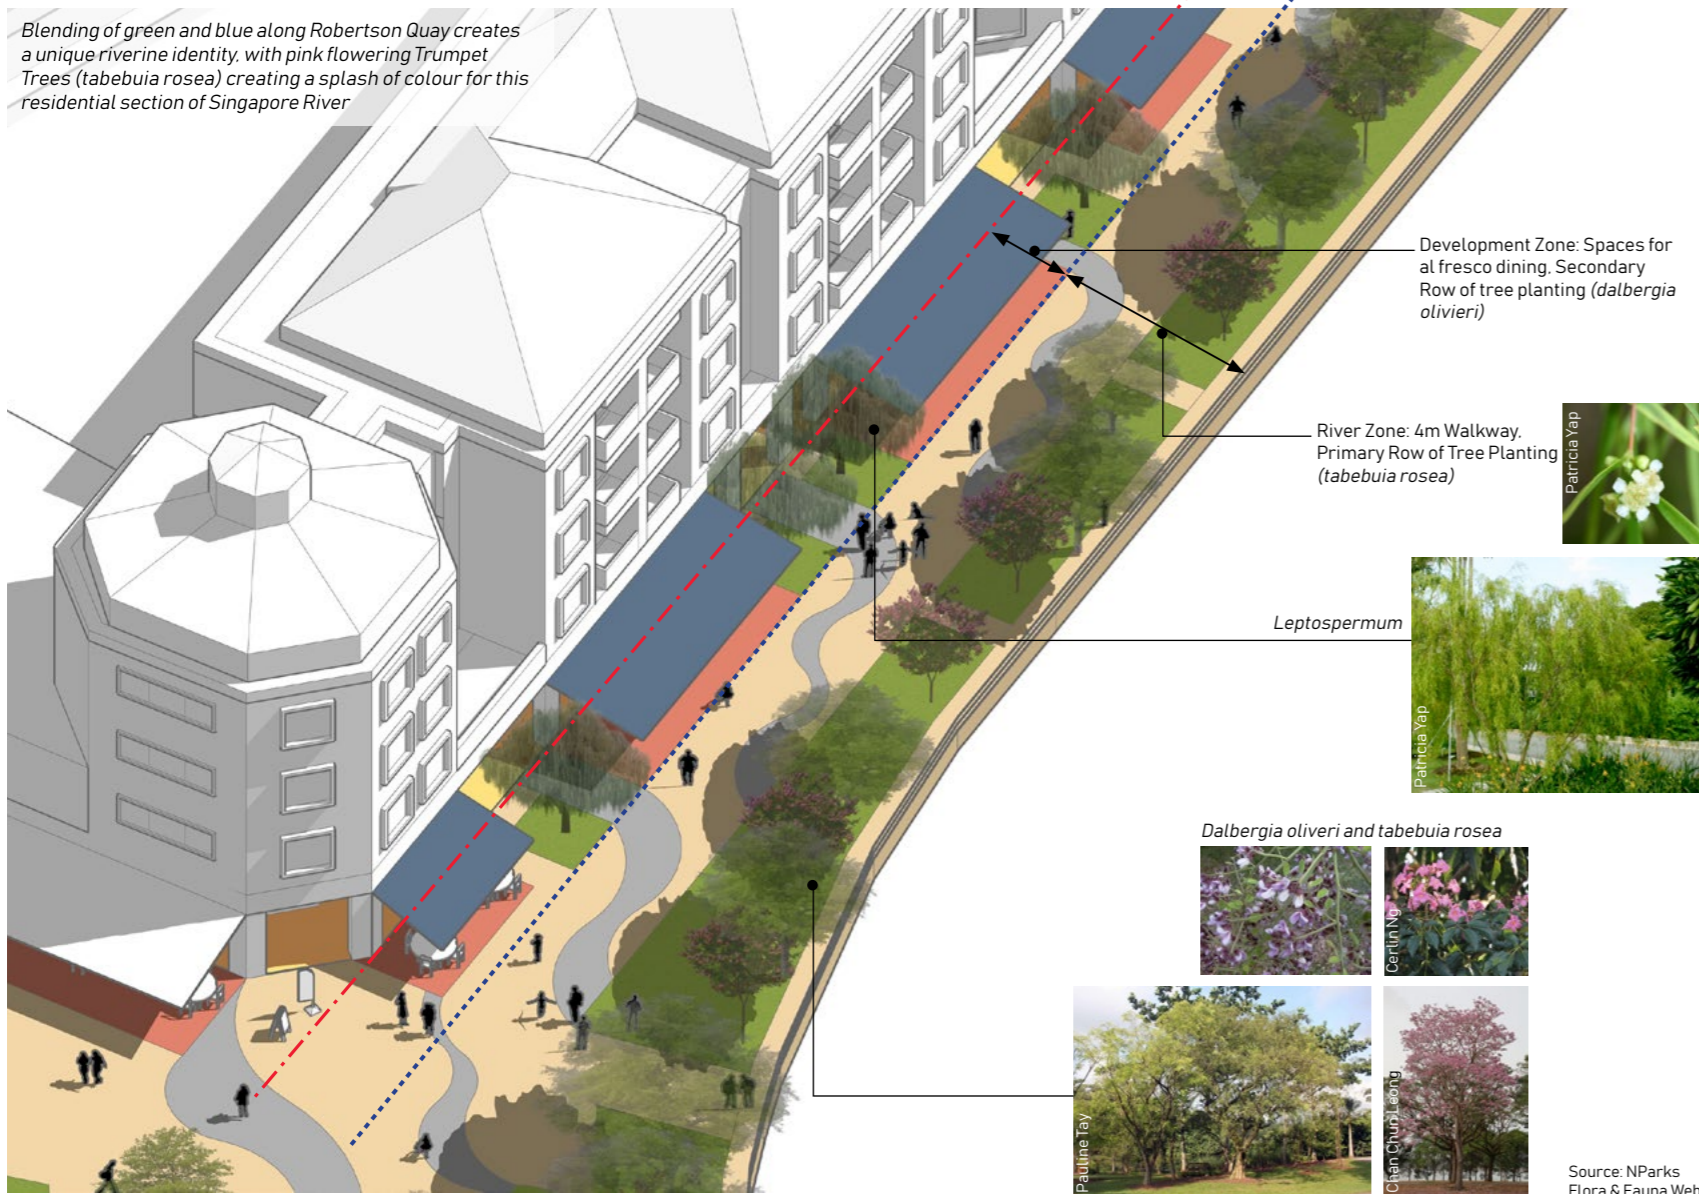 Blending of green and blue along Robertson Quay creates
a unique riverine identity, with pink flowering Trumpet
Trees (tabebuia rosea) creating a splash of colour for this
residential section of Singapore River
Development Zone: Spaces for
al fresco dining, Secondary
Row of tree planting (dalbergia
olivieri)
River Zone: 4m Walkway.
Primary Row of Tree Planting
(tabebuia rosea)
Patricia Yap
Leptospermum
Patricia Yap
Dalbergia oliveri and tabebuia rosea
Cerlin Ng
Pauline Tay
Chan Chun Leong
Source: NParks
Flora & Fauna Web